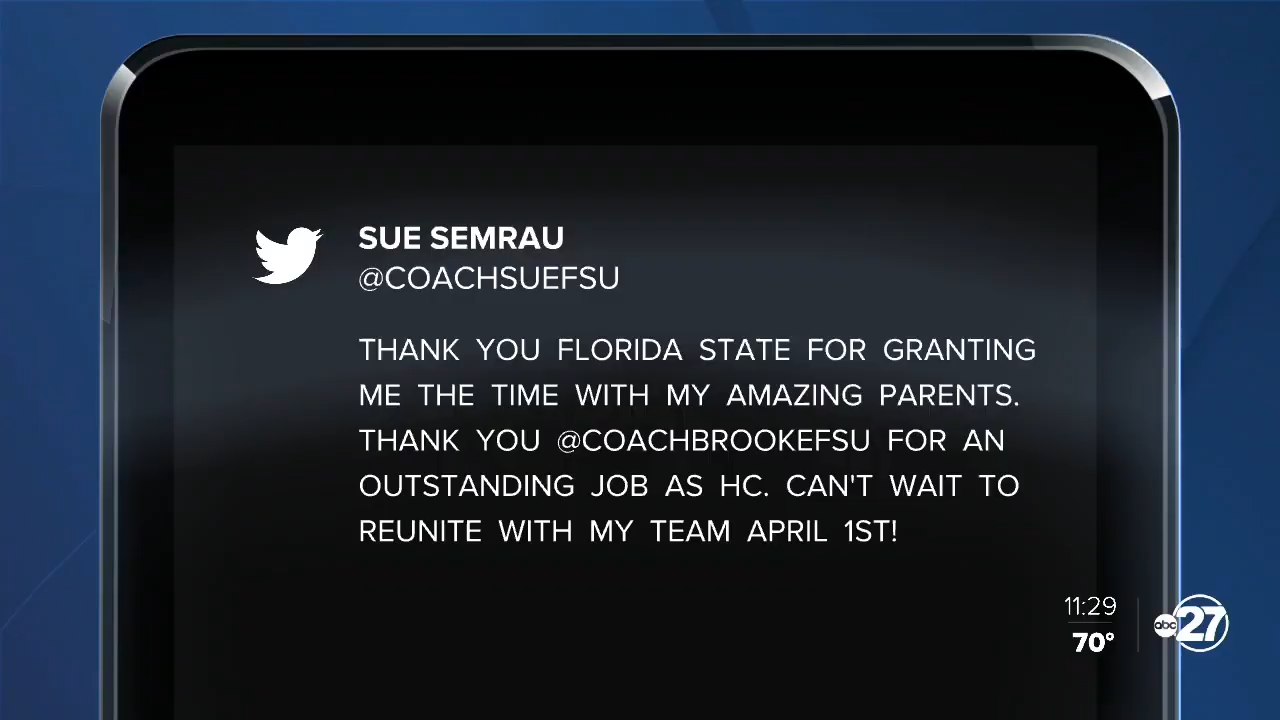 SUE SEMRAU
@COACHSUEFSU
THANK YOU FLORIDA STATE FOR GRANTING
ME THE TIME WITH MY AMAZING PARENTS.
THANK YOU @COACHBROOKEFSU FOR AN
OUTSTANDING JOB AS HC. CAN'T WAIT TO
REUNITE WITH MY TEAM APRIL 1ST!
11:29
70°
abc 27